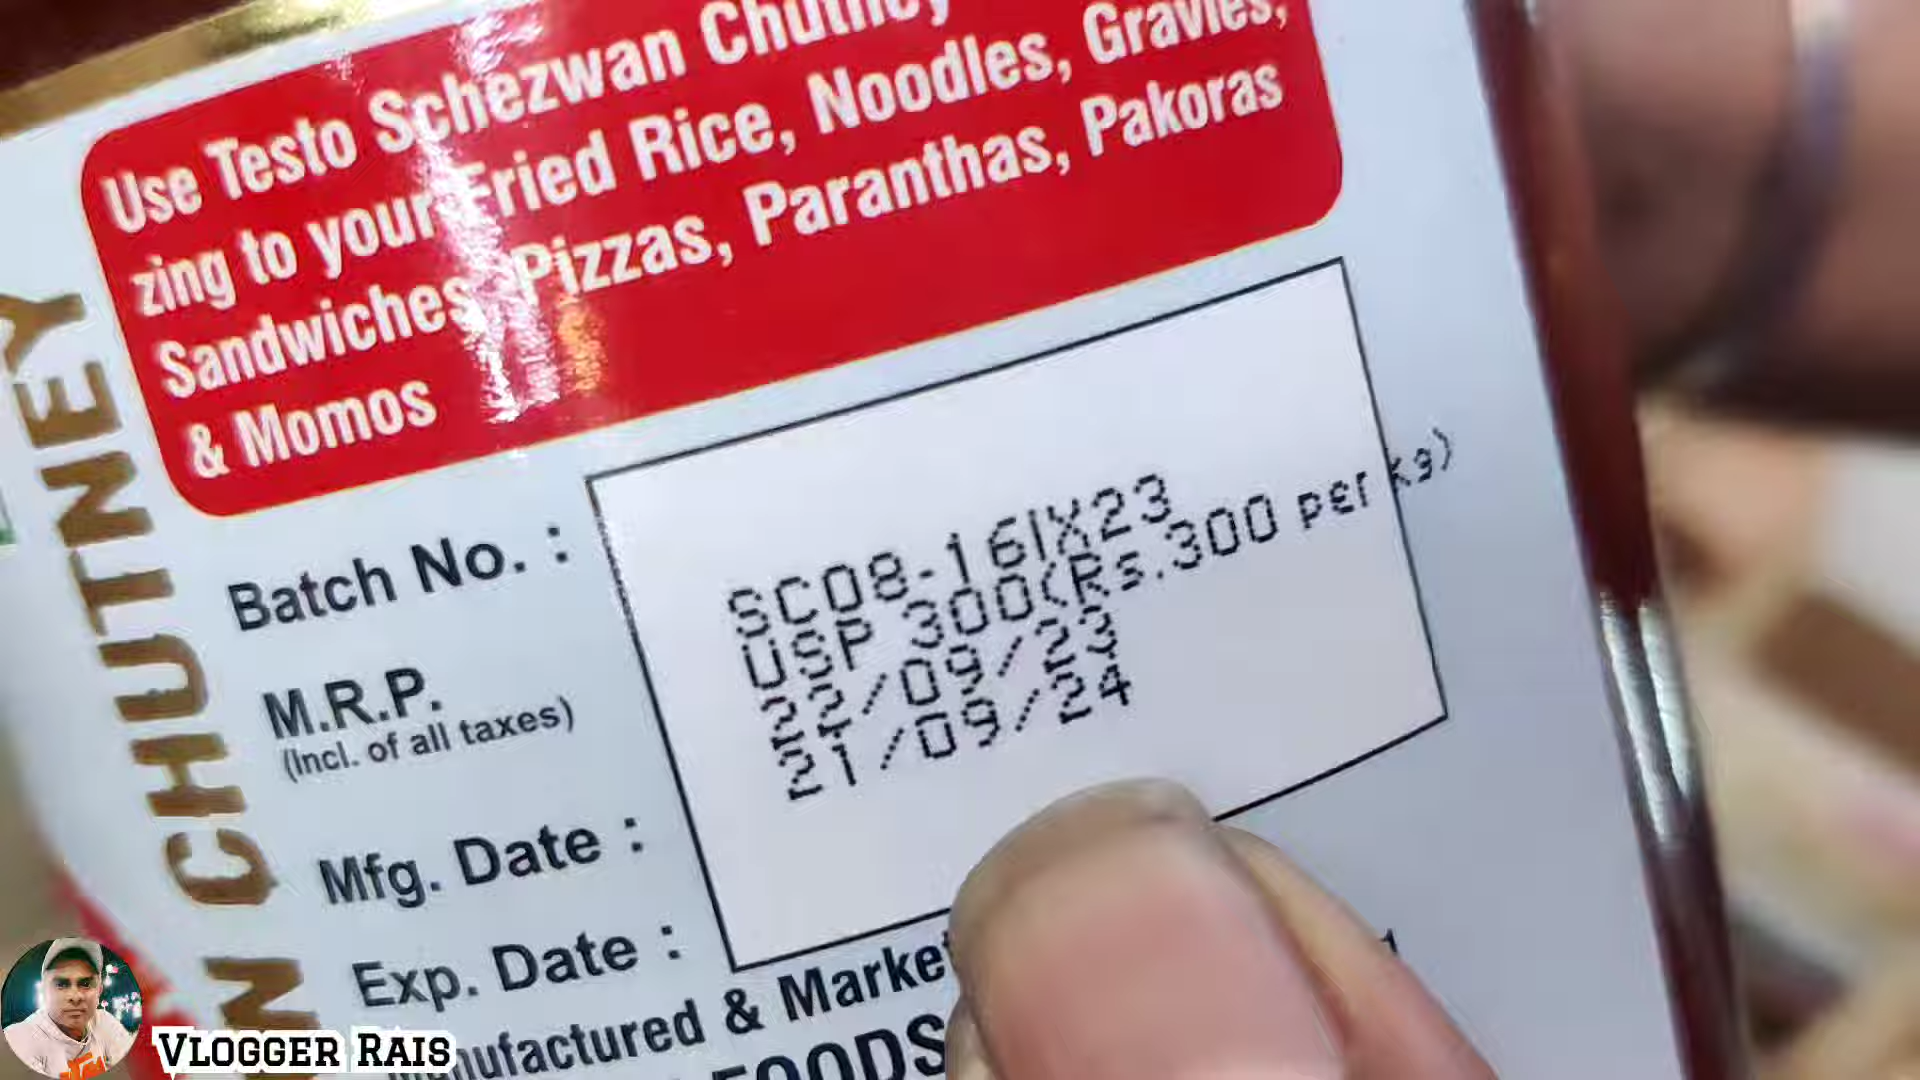 Use Testo Schezwan Chutney
zing to your Fried Rice, Noodles, Gravies,
Sandwiches, Pizzas, Paranthas, Pakoras
& Momos
N CHUTNEY
Batch No. :
M.R.P.
(Incl. of all taxes)
Mfg. Date :
Exp. Date :
SC08-16IX23
USP 300(Rs.300 per kg)
22/09/23
21/09/24
nufactured & Marke
FOODS
VLOGGER RAIS